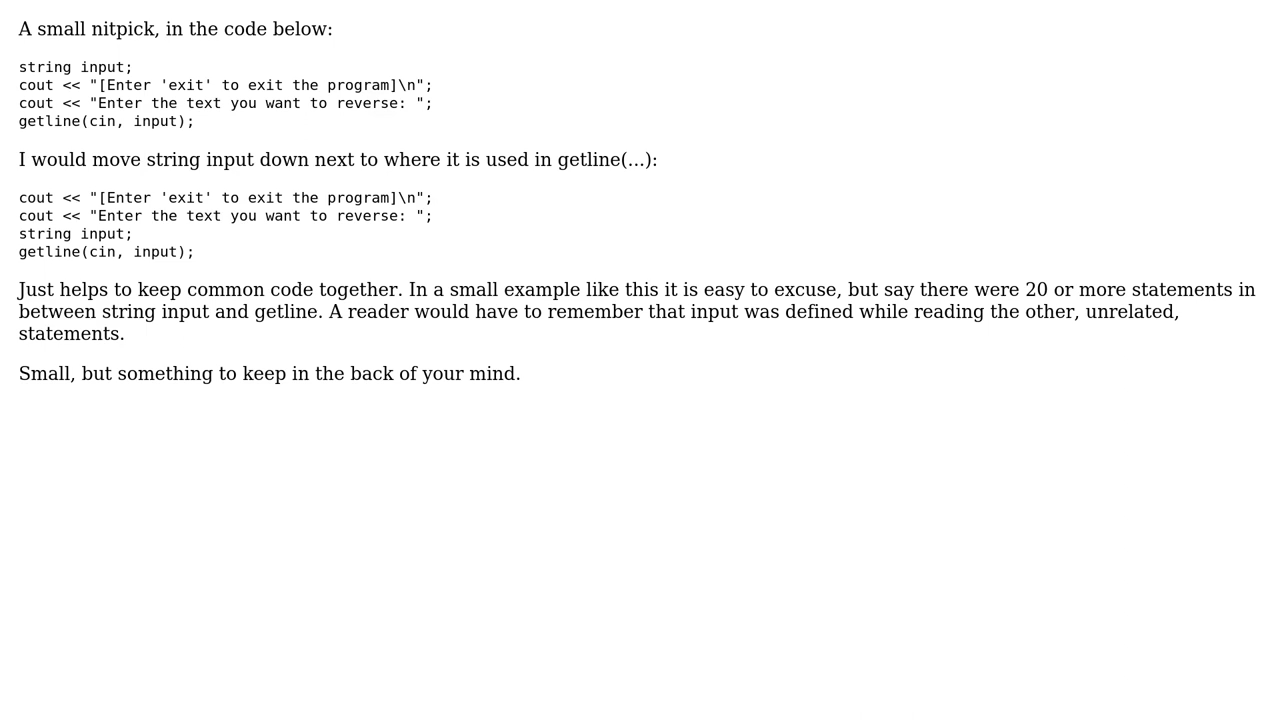 A small nitpick, in the code below:
string input;
cout << "[Enter 'exit' to exit the program]\n";
cout << "Enter the text you want to reverse: ";
getline(cin, input);
I would move string input down next to where it is used in getline(...):
cout << "[Enter 'exit' to exit the program]\n";
cout << "Enter the text you want to reverse: ";
string input;
getline(cin, input);
Just helps to keep common code together. In a small example like this it is easy to excuse, but say there were 20 or more statements in
between string input and getline. A reader would have to remember that input was defined while reading the other, unrelated,
statements.
Small, but something to keep in the back of your mind.